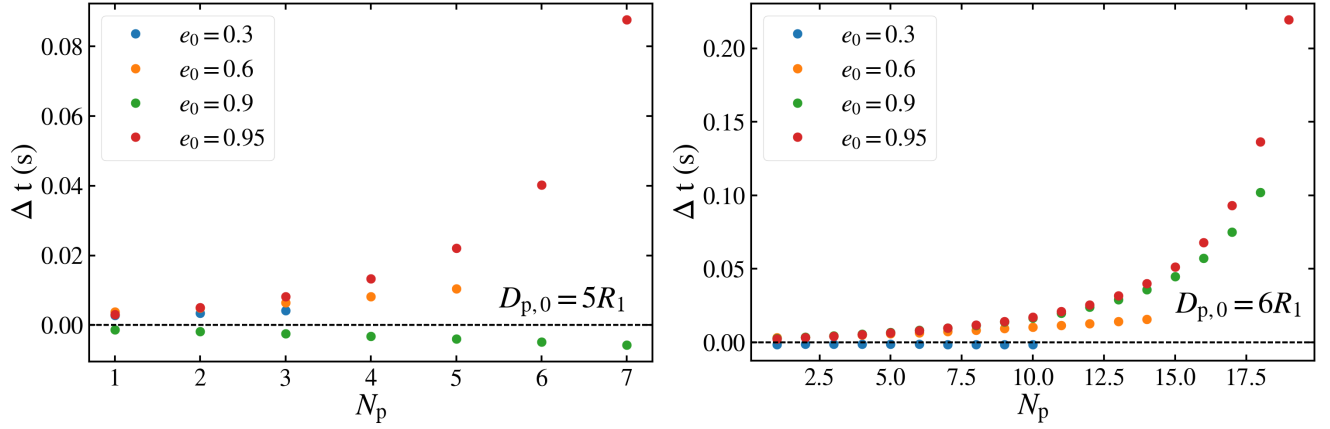 0.08
0.06
0.04
0.02
0.00
Δ t (s)
e₀ = 0.3
e₀ = 0.6
e₀ = 0.9
e₀ = 0.95
Dₚ,₀ = 5R₁
1 2 3 4 5 6 7
Nₚ
0.20
0.15
0.10
0.05
0.00
Δ t (s)
e₀ = 0.3
e₀ = 0.6
e₀ = 0.9
e₀ = 0.95
Dₚ,₀ = 6R₁
2.5 5.0 7.5 10.0 12.5 15.0 17.5
Nₚ